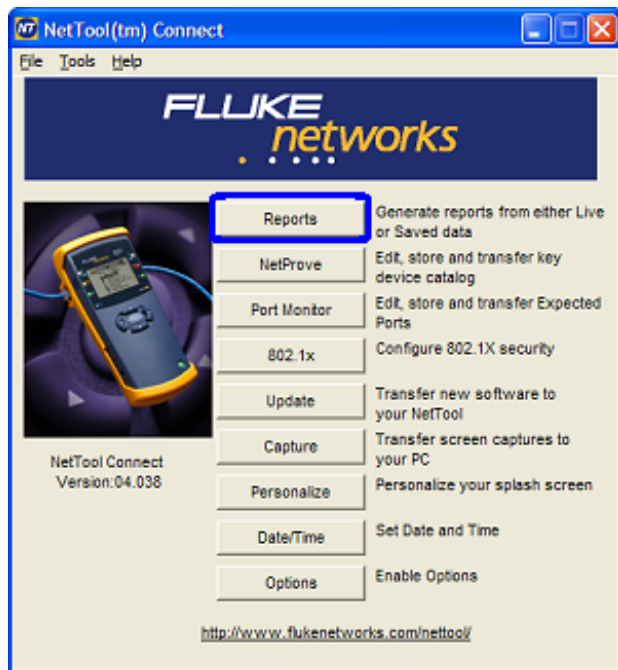 NetTool(tm) Connect
File Tools Help
FLUKE
networks
Reports
Generate reports from either Live
or Saved data
NetProve
Edit, store and transfer key
device catalog
Port Monitor
Edit, store and transfer Expected
Ports
802.1x
Configure 802.1X security
Update
Transfer new software to
your NetTool
Capture
Transfer screen captures to
your PC
Personalize
Personalize your splash screen
Date/Time
Set Date and Time
Options
Enable Options
NetTool Connect
Version:04.038
http://www.flukenetworks.com/nettool/